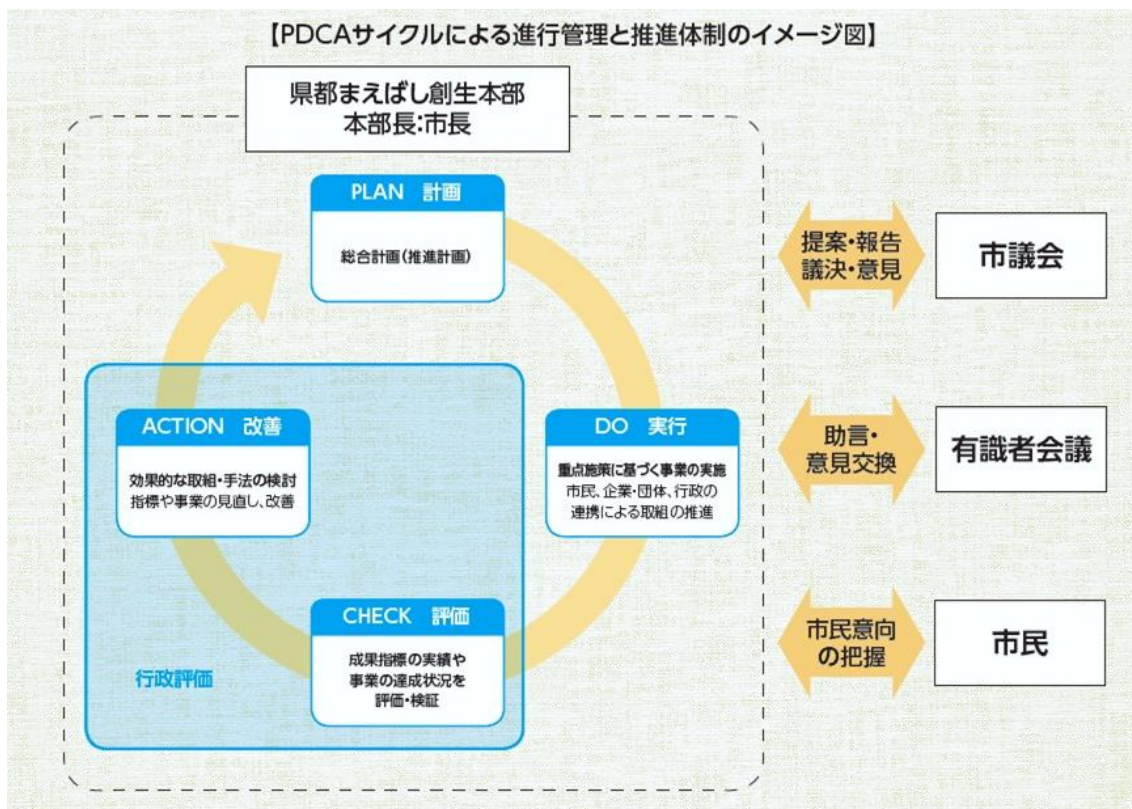 【PDCAサイクルによる進行管理と推進体制のイメージ図】
県都まえばし創生本部
本部長:市長
PLAN 計画
総合計画(推進計画)
提案・報告
議決・意見
市議会
ACTION 改善
効果的な取組・手法の検討
指標や事業の見直し、改善
DO 実行
重点施策に基づく事業の実施
市民、企業・団体、行政の
連携による取組の推進
助言・
意見交換
有識者会議
CHECK 評価
成果指標の実績や
事業の達成状況を
評価・検証
行政評価
市民意向
の把握
市民